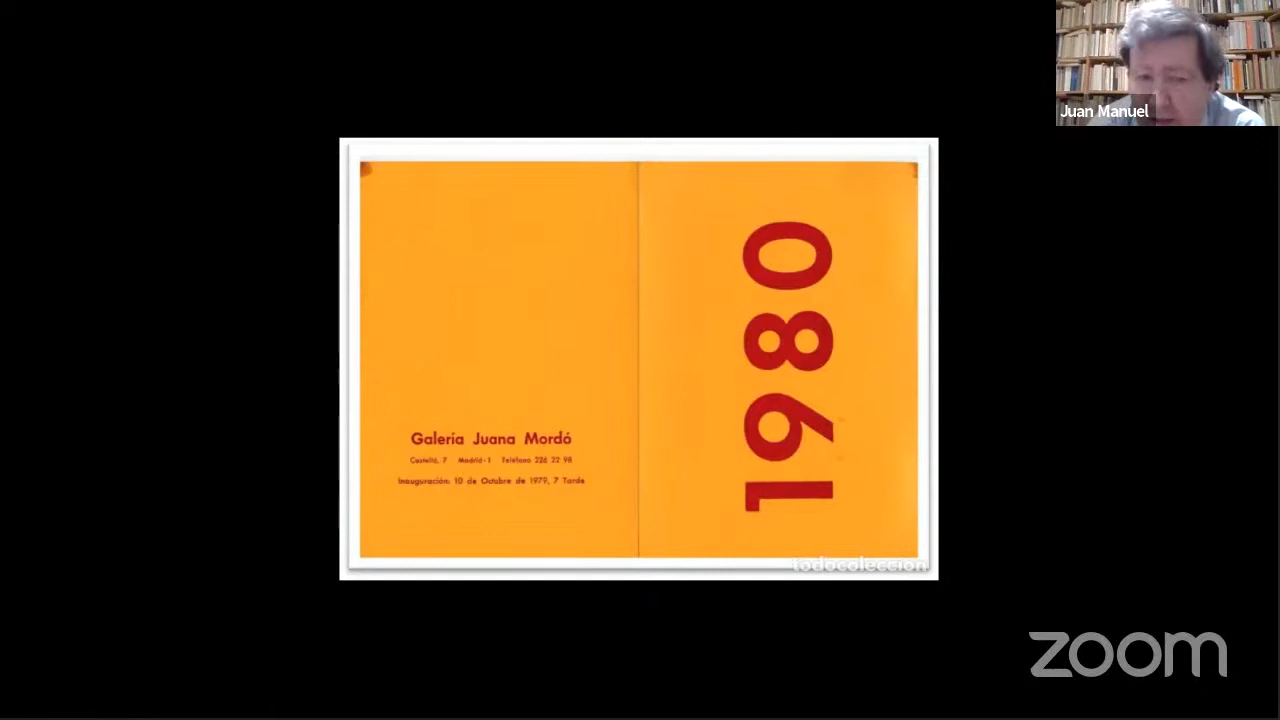 Juan Manuel
Galería Juana Mordó
Castelló, 7 Madrid-1 Teléfono 226 22 98
Inauguración: 10 de Octubre de 1979, 7 Tarde
1980
todocoleccion
zoom